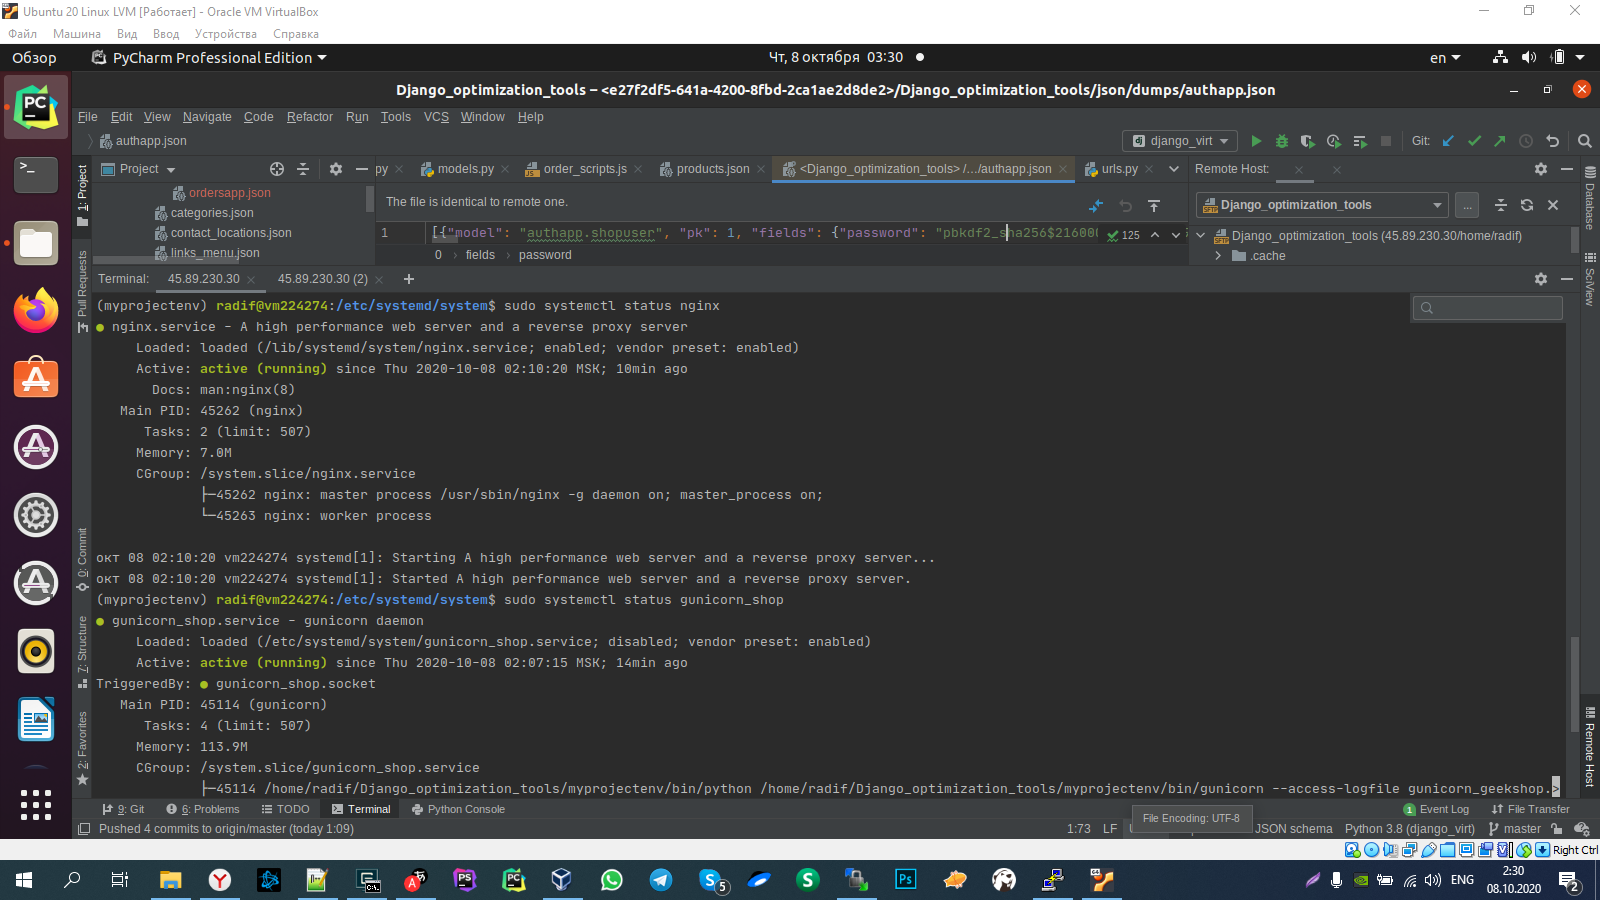 Ubuntu 20 Linux LVM [Работает] - Oracle VM VirtualBox
Файл Машина Вид Ввод Устройства Справка
Обзор PyCharm Professional Edition Чт, 8 октября 03:30 en
Django_optimization_tools – <e27f2df5-641a-4200-8fbd-2ca1ae2d8de2>/Django_optimization_tools/json/dumps/authapp.json
File Edit View Navigate Code Refactor Run Tools VCS Window Help
authapp.json django_virt Git:
1: Project Project py models.py order_scripts.js products.json <Django_optimization_tools> /.../authapp.json urls.py Remote Host:
ordersapp.json
categories.json
contact_locations.json
links_menu.json
The file is identical to remote one.
1 [{"model": "authapp.shopuser", "pk": 1, "fields": {"password": "pbkdf2_sha256$216000 125
0 › fields › password
Django_optimization_tools ...
Django_optimization_tools (45.89.230.30/home/radif)
.cache
Database
SciView
Remote Host
Pull Requests
0: Commit
7: Structure
2: Favorites
Terminal: 45.89.230.30 45.89.230.30 (2) +
(myprojectenv) radif@vm224274:/etc/systemd/system$ sudo systemctl status nginx
● nginx.service - A high performance web server and a reverse proxy server
Loaded: loaded (/lib/systemd/system/nginx.service; enabled; vendor preset: enabled)
Active: active (running) since Thu 2020-10-08 02:10:20 MSK; 10min ago
Docs: man:nginx(8)
Main PID: 45262 (nginx)
Tasks: 2 (limit: 507)
Memory: 7.0M
CGroup: /system.slice/nginx.service
├─45262 nginx: master process /usr/sbin/nginx -g daemon on; master_process on;
└─45263 nginx: worker process
окт 08 02:10:20 vm224274 systemd[1]: Starting A high performance web server and a reverse proxy server...
окт 08 02:10:20 vm224274 systemd[1]: Started A high performance web server and a reverse proxy server.
(myprojectenv) radif@vm224274:/etc/systemd/system$ sudo systemctl status gunicorn_shop
● gunicorn_shop.service - gunicorn daemon
Loaded: loaded (/etc/systemd/system/gunicorn_shop.service; disabled; vendor preset: enabled)
Active: active (running) since Thu 2020-10-08 02:07:15 MSK; 14min ago
TriggeredBy: ● gunicorn_shop.socket
Main PID: 45114 (gunicorn)
Tasks: 4 (limit: 507)
Memory: 113.9M
CGroup: /system.slice/gunicorn_shop.service
├─45114 /home/radif/Django_optimization_tools/myprojectenv/bin/python /home/radif/Django_optimization_tools/myprojectenv/bin/gunicorn --access-logfile gunicorn_geekshop.>
9: Git 6: Problems TODO Terminal Python Console 1 Event Log File Transfer
File Encoding: UTF-8
Pushed 4 commits to origin/master (today 1:09) 1:73 LF JSON schema Python 3.8 (django_virt) master
Right Ctrl
5 ENG 2:30
08.10.2020 2